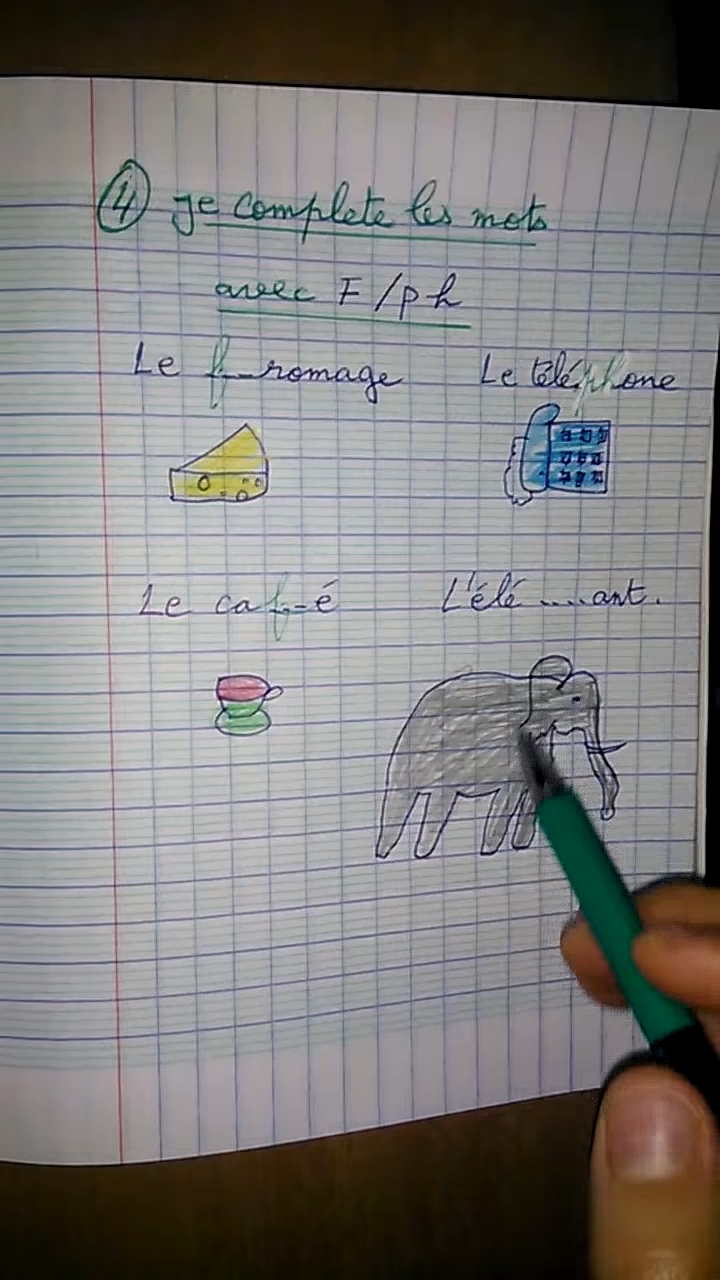 4 je complete les mots
avec F/ph
Le f romage Le téléphone
Le caf é L'élé ....ant.